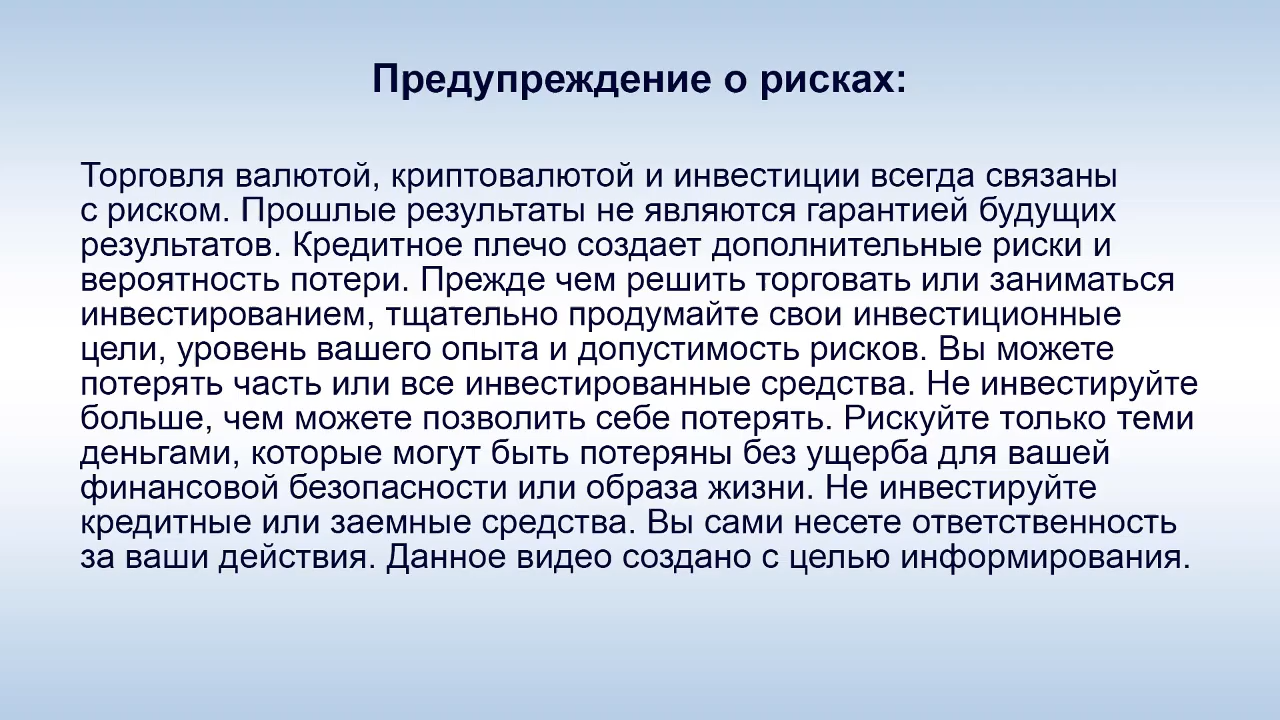 Предупреждение о рисках:
Торговля валютой, криптовалютой и инвестиции всегда связаны
с риском. Прошлые результаты не являются гарантией будущих
результатов. Кредитное плечо создает дополнительные риски и
вероятность потери. Прежде чем решить торговать или заниматься
инвестированием, тщательно продумайте свои инвестиционные
цели, уровень вашего опыта и допустимость рисков. Вы можете
потерять часть или все инвестированные средства. Не инвестируйте
больше, чем можете позволить себе потерять. Рискуйте только теми
деньгами, которые могут быть потеряны без ущерба для вашей
финансовой безопасности или образа жизни. Не инвестируйте
кредитные или заемные средства. Вы сами несете ответственность
за ваши действия. Данное видео создано с целью информирования.